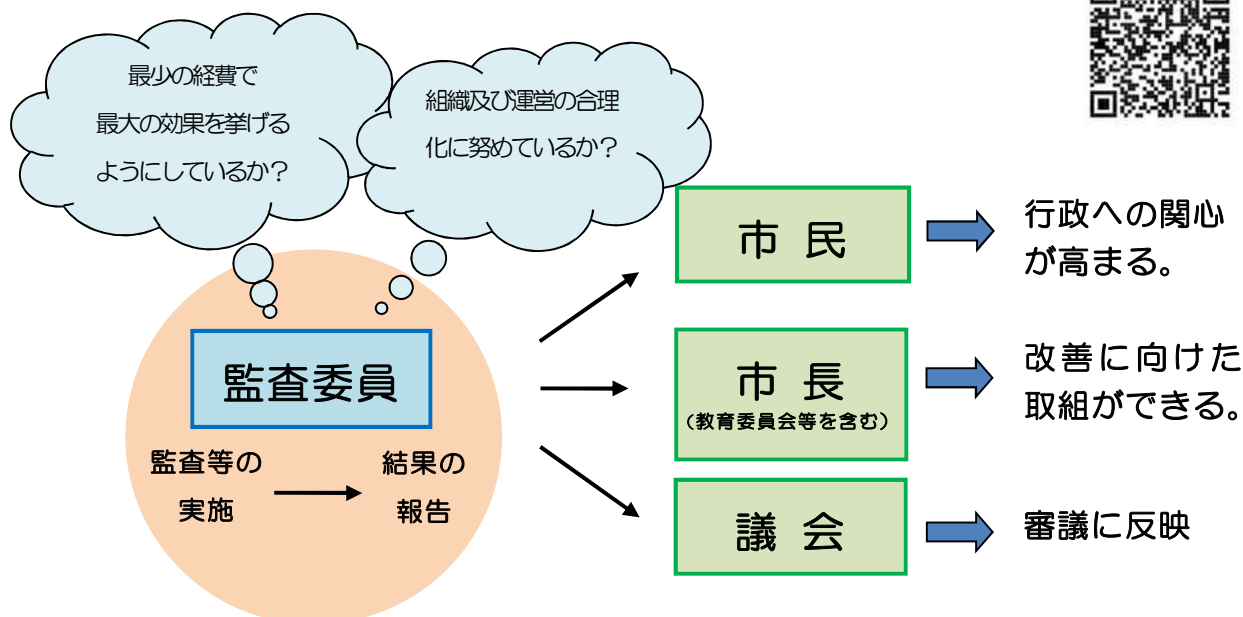 最少の経費で
最大の効果を挙げる
ようにしているか？
組織及び運営の合理
化に努めているか？
監査委員
監査等の
実施
結果の
報告
市 民
行政への関心
が高まる。
市 長
（教育委員会等を含む）
改善に向けた
取組ができる。
議 会
審議に反映